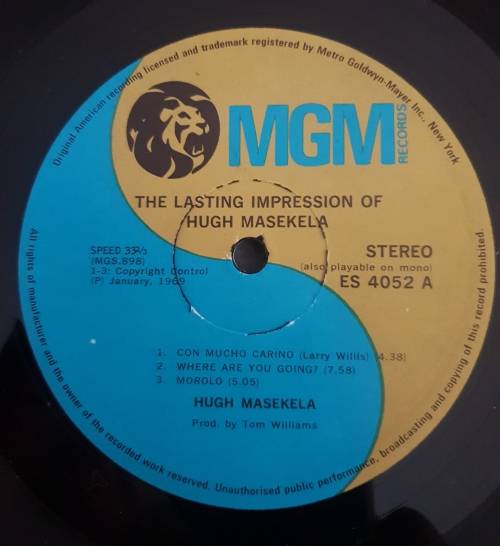 Original American recording licensed and trademark registered by Metro Goldwyn-Mayer Inc., New York
MGM
RECORDS
THE LASTING IMPRESSION OF
HUGH MASEKELA
SPEED 33⅓
(MGS.898)
1-3: Copyright Control
(P) January, 1969
STEREO
(also playable on mono)
ES 4052 A
1. CON MUCHO CARINO (Larry Willis) (4.38)
2. WHERE ARE YOU GOING? (7.58)
3. MOROLO (5.05)
HUGH MASEKELA
Prod. by Tom Williams
All rights of manufacturer and the owner of the recorded work reserved. Unauthorised public performance, broadcasting and copying of this record prohibited.